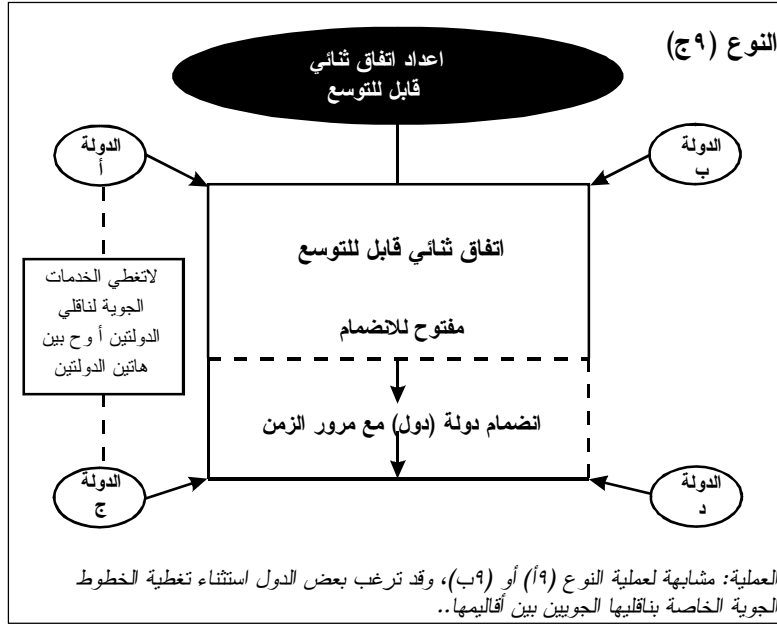 النوع (٩ج)
اعداد اتفاق ثنائي
قابل للتوسع
الدولة
أ
الدولة
ب
اتفاق ثنائي قابل للتوسع
مفتوح للانضمام
لاتغطي الخدمات
الجوية لناقلي
الدولتين أ وح بين
هاتين الدولتين
انضمام دولة (دول) مع مرور الزمن
الدولة
ج
الدولة
د
العملية: مشابهة لعملية النوع (٩أ) أو (٩ب)، وقد ترغب بعض الدول استثناء تغطية الخطوط
الجوية الخاصة بناقليها الجويين بين أقاليمها..